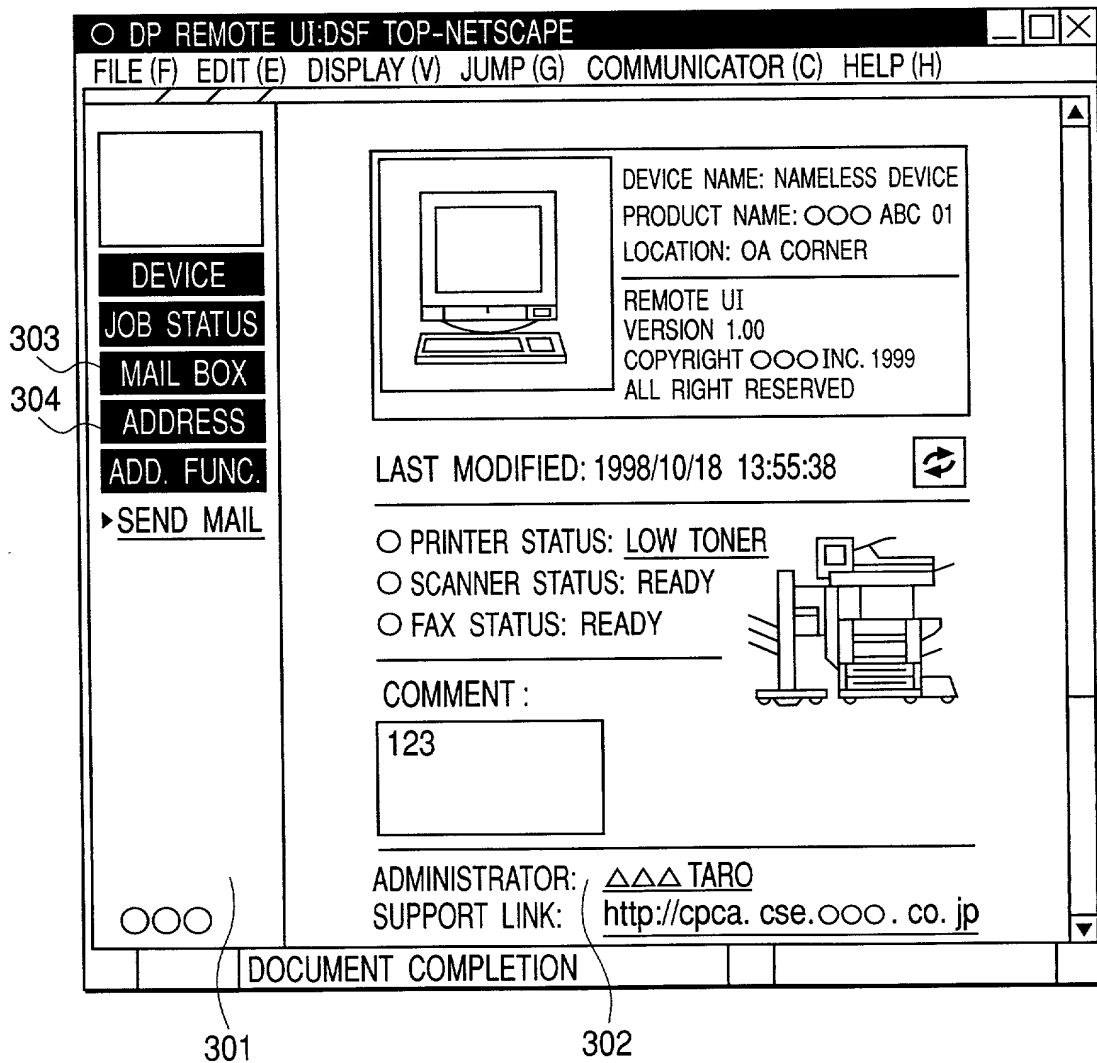 ○ DP REMOTE UI:DSF TOP-NETSCAPE
FILE (F) EDIT (E) DISPLAY (V) JUMP (G) COMMUNICATOR (C) HELP (H)
DEVICE
JOB STATUS
303
MAIL BOX
304
ADDRESS
ADD. FUNC.
▶SEND MAIL
○○○
DEVICE NAME: NAMELESS DEVICE
PRODUCT NAME: ○○○ ABC 01
LOCATION: OA CORNER
REMOTE UI
VERSION 1.00
COPYRIGHT ○○○ INC. 1999
ALL RIGHT RESERVED
LAST MODIFIED: 1998/10/18 13:55:38
○ PRINTER STATUS: LOW TONER
○ SCANNER STATUS: READY
○ FAX STATUS: READY
COMMENT :
123
ADMINISTRATOR: △△△ TARO
SUPPORT LINK: http://cpca. cse.○○○. co. jp
DOCUMENT COMPLETION
301 302